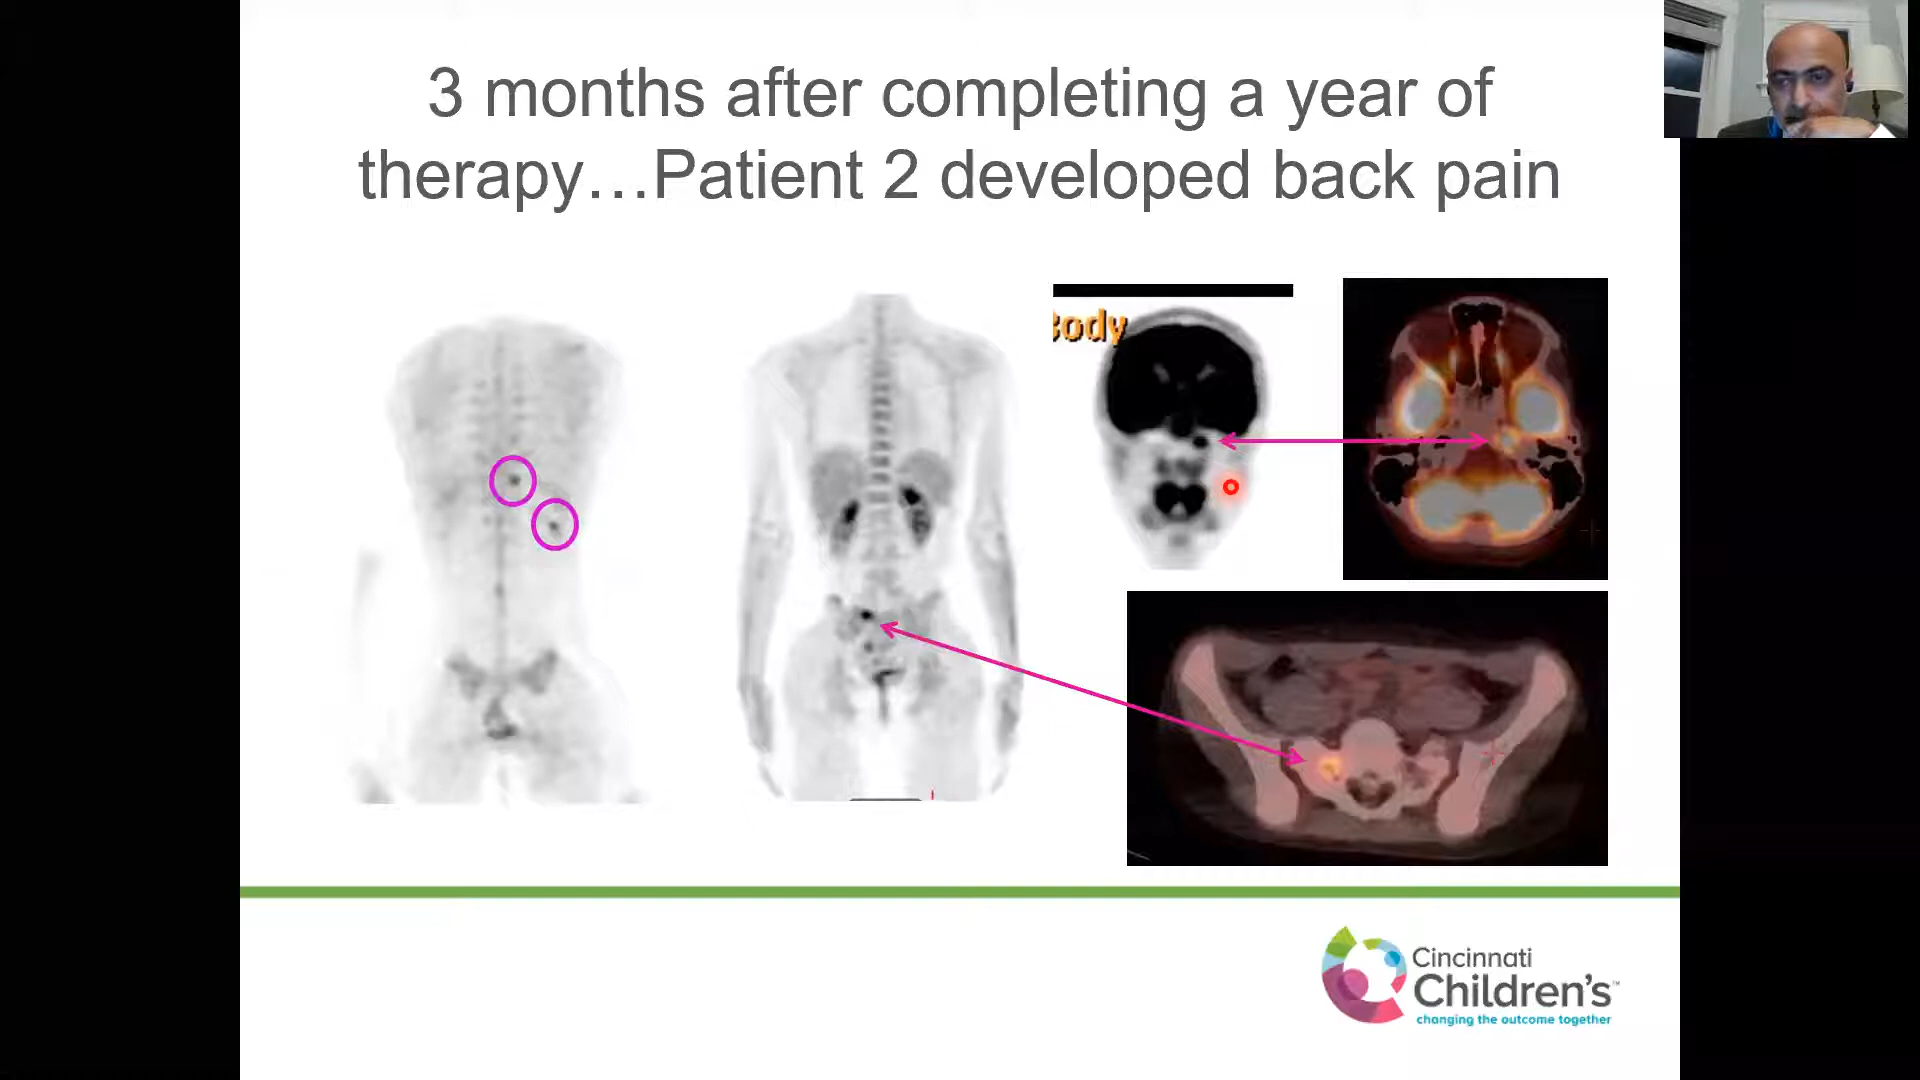 3 months after completing a year of
therapy…Patient 2 developed back pain
Body
Cincinnati
Children's™
changing the outcome together